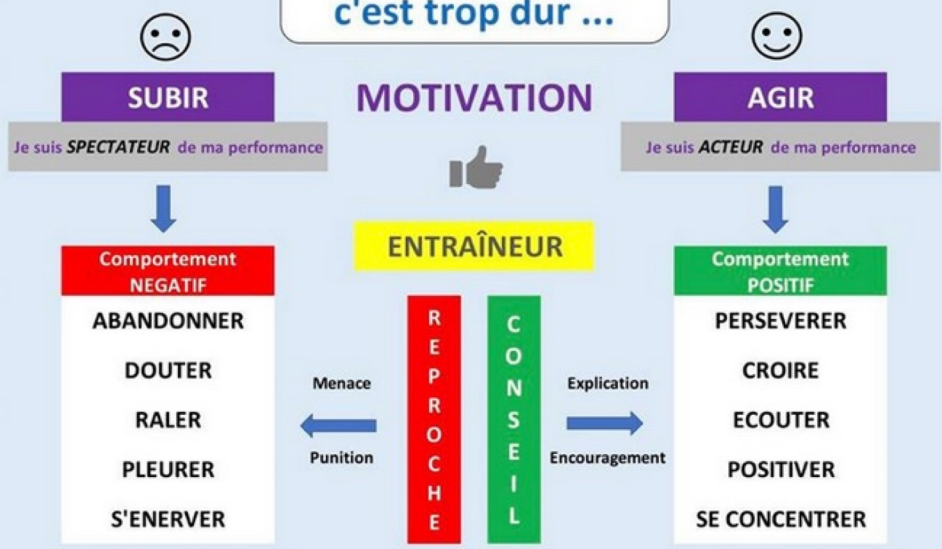 c'est trop dur ...
SUBIR
MOTIVATION
AGIR
Je suis SPECTATEUR de ma performance
Je suis ACTEUR de ma performance
ENTRAÎNEUR
Comportement
NEGATIF
ABANDONNER
DOUTER
RALER
PLEURER
S'ENERVER
Menace
Punition
REPROCHE
CONSEIL
Explication
Encouragement
Comportement
POSITIF
PERSEVERER
CROIRE
ECOUTER
POSITIVER
SE CONCENTRER